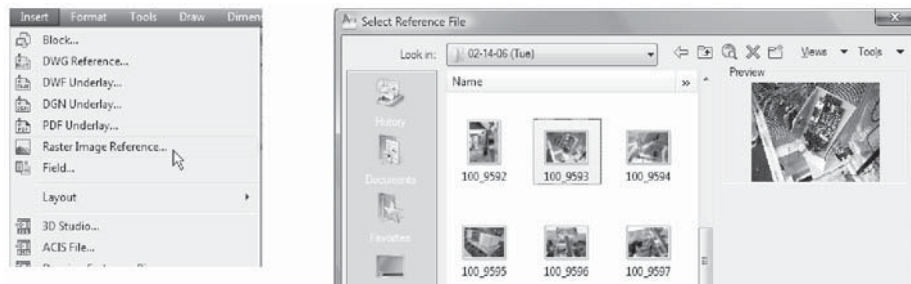 Insert Format Tools Draw Dimen
Block...
DWG Reference...
DWF Underlay...
DGN Underlay...
PDF Underlay...
Raster Image Reference...
Field...
Layout
3D Studio...
ACIS File...
Select Reference File
Look in: 02-14-06 (Tue) Views Tools
Name » Preview
History
Documents
Favorites
100_9592 100_9593 100_9594
100_9595 100_9596 100_9597